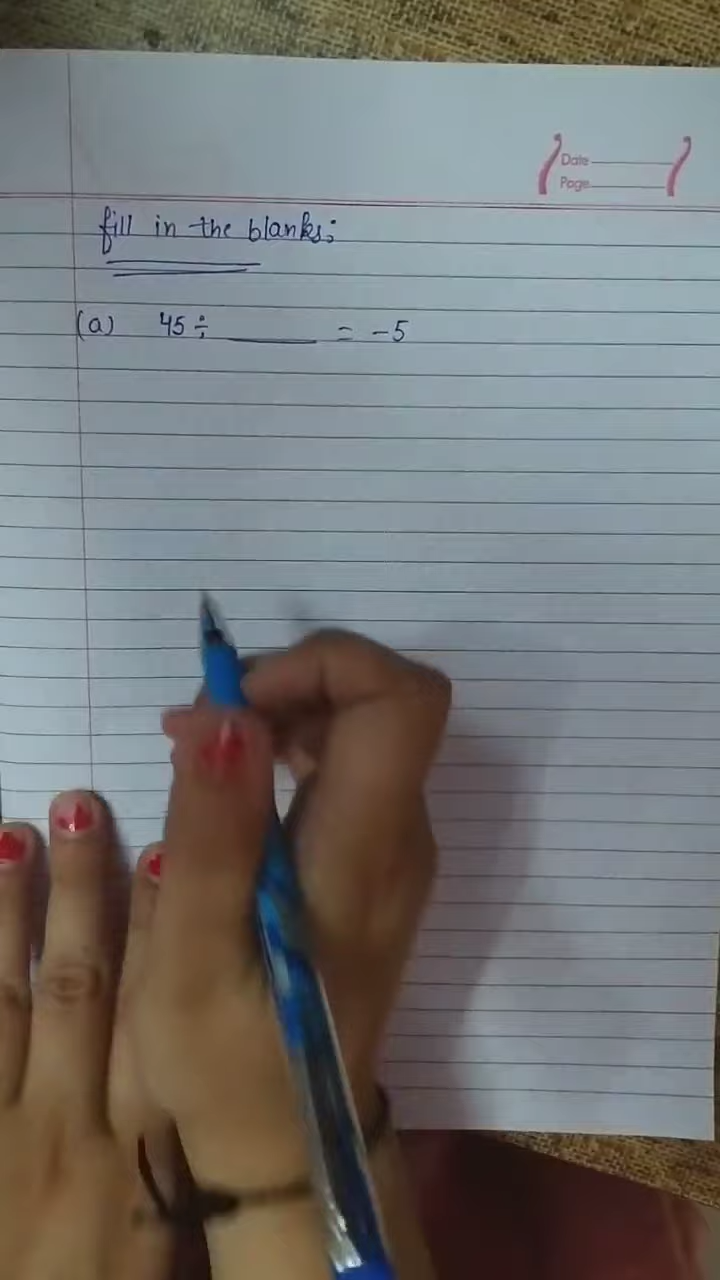 Date
Page
fill in the blanks:
(a) 45 ÷ ____ = -5